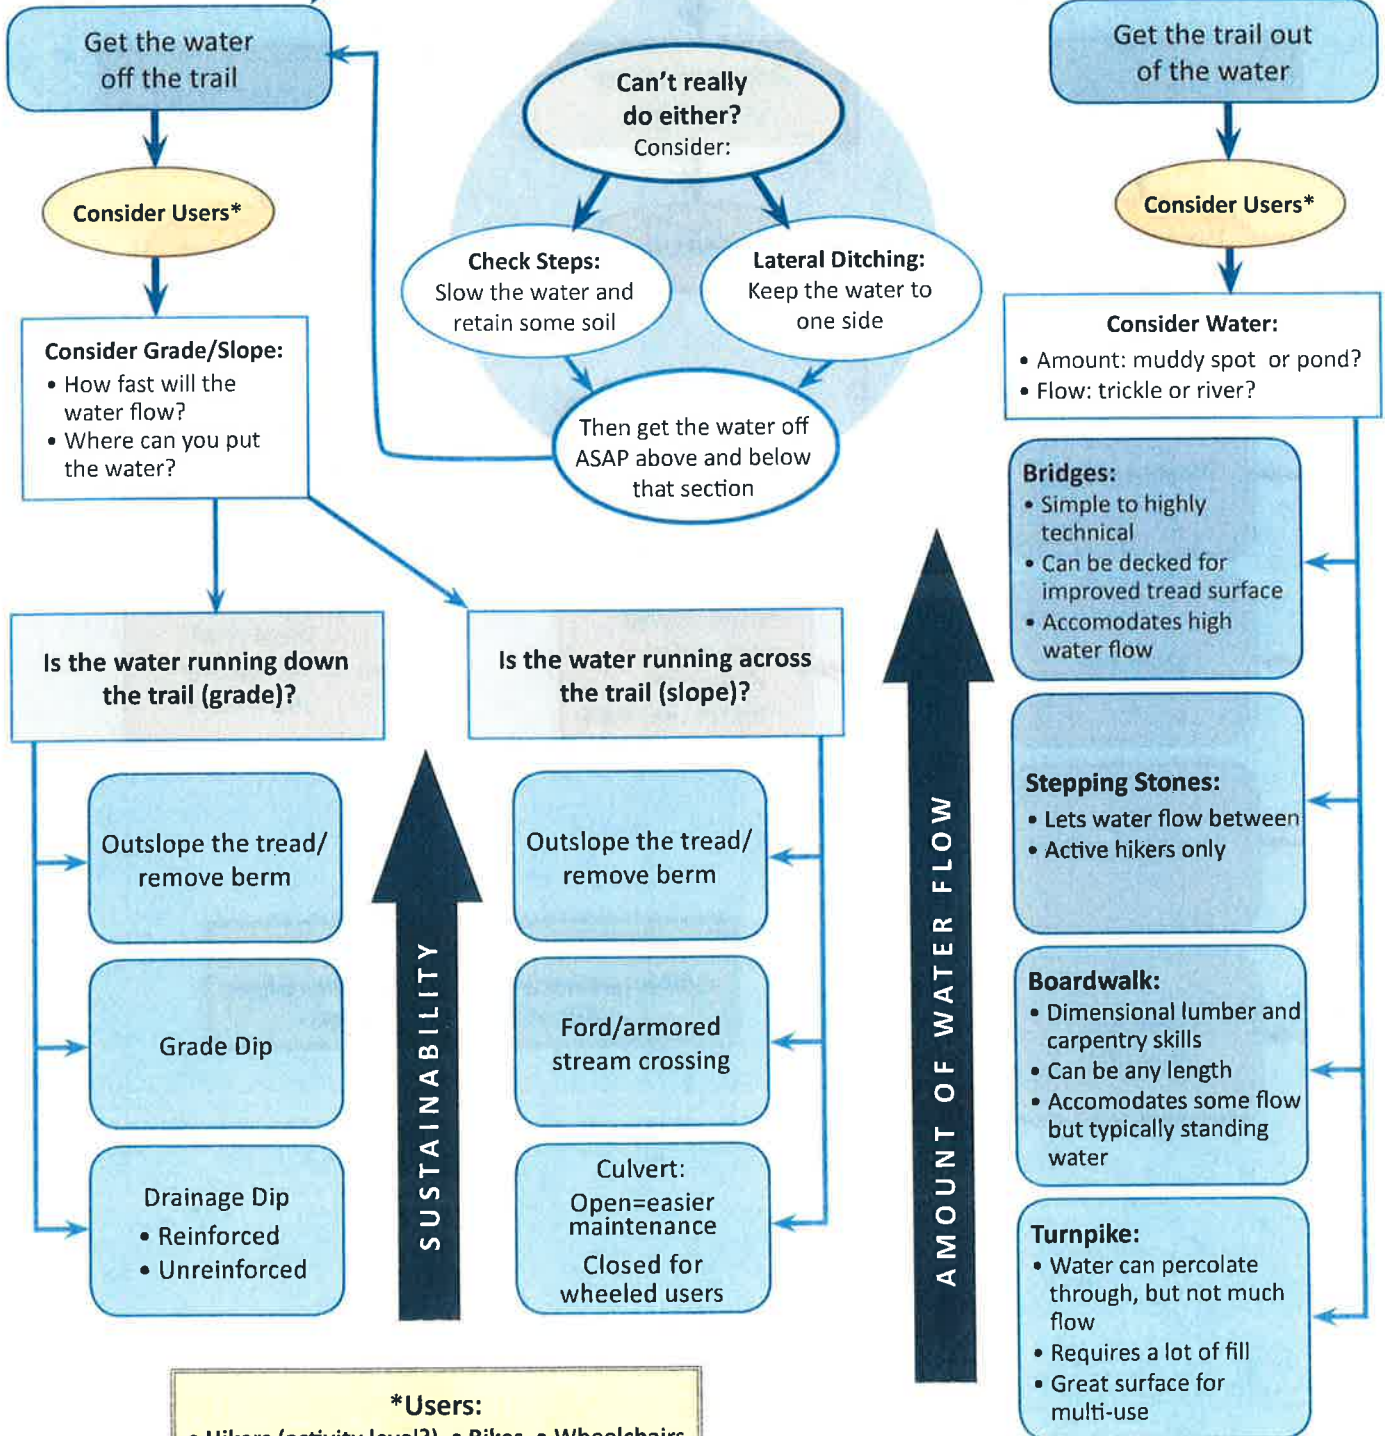 Get the water
off the trail
Consider Users*
Consider Grade/Slope:
• How fast will the
water flow?
• Where can you put
the water?
Can't really
do either?
Consider:
Check Steps:
Slow the water and
retain some soil
Lateral Ditching:
Keep the water to
one side
Then get the water off
ASAP above and below
that section
Get the trail out
of the water
Consider Users*
Consider Water:
• Amount: muddy spot or pond?
• Flow: trickle or river?
Is the water running down
the trail (grade)?
Outslope the tread/
remove berm
Grade Dip
Drainage Dip
• Reinforced
• Unreinforced
SUSTAINABILITY
Is the water running across
the trail (slope)?
Outslope the tread/
remove berm
Ford/armored
stream crossing
Culvert:
Open=easier
maintenance
Closed for
wheeled users
AMOUNT OF WATER FLOW
Bridges:
• Simple to highly
technical
• Can be decked for
improved tread surface
• Accomodates high
water flow
Stepping Stones:
• Lets water flow between
• Active hikers only
Boardwalk:
• Dimensional lumber and
carpentry skills
• Can be any length
• Accomodates some flow
but typically standing
water
Turnpike:
• Water can percolate
through, but not much
flow
• Requires a lot of fill
• Great surface for
multi-use
*Users:
• Hikers (activity level?) • Bikes • Wheelchairs